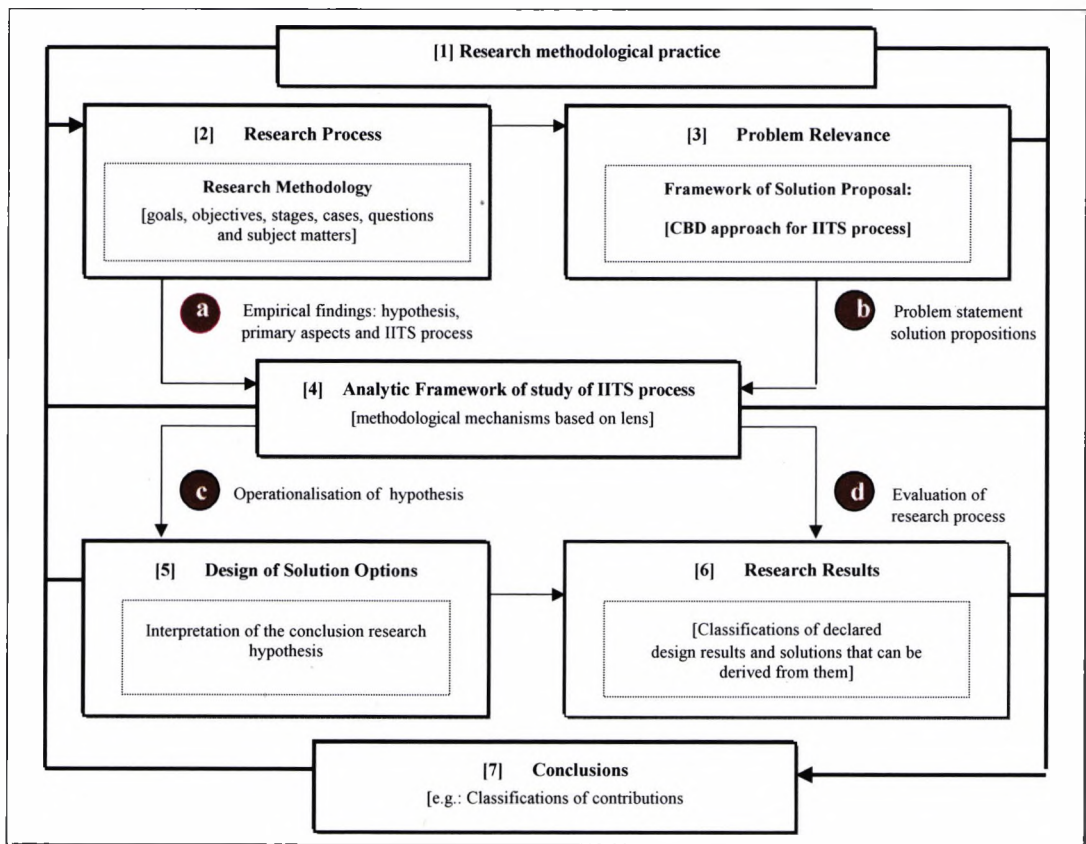 [1] Research methodological practice
[2] Research Process
Research Methodology
[goals, objectives, stages, cases, questions
and subject matters]
[3] Problem Relevance
Framework of Solution Proposal:
[CBD approach for IITS process]
a
Empirical findings: hypothesis,
primary aspects and IITS process
b
Problem statement
solution propositions
[4] Analytic Framework of study of IITS process
[methodological mechanisms based on lens]
c
Operationalisation of hypothesis
d
Evaluation of
research process
[5] Design of Solution Options
Interpretation of the conclusion research
hypothesis
[6] Research Results
[Classifications of declared
design results and solutions that can be
derived from them]
[7] Conclusions
[e.g.: Classifications of contributions